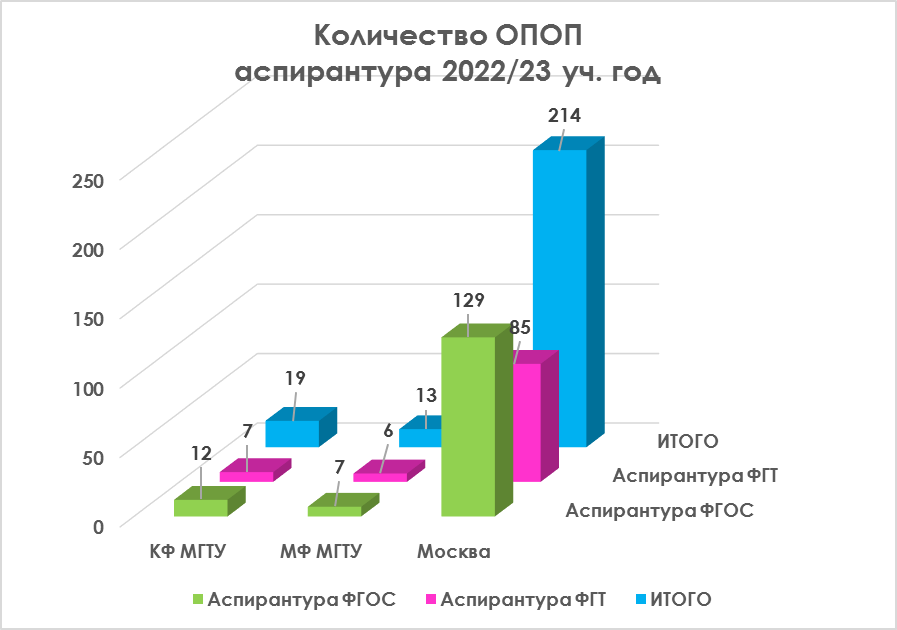 Количество ОПОП
аспирантура 2022/23 уч. год
250
200
150
100
50
0
214
129
85
19
13
12
7
7
6
ИТОГО
Аспирантура ФГТ
Аспирантура ФГОС
КФ МГТУ
МФ МГТУ
Москва
Аспирантура ФГОС
Аспирантура ФГТ
ИТОГО